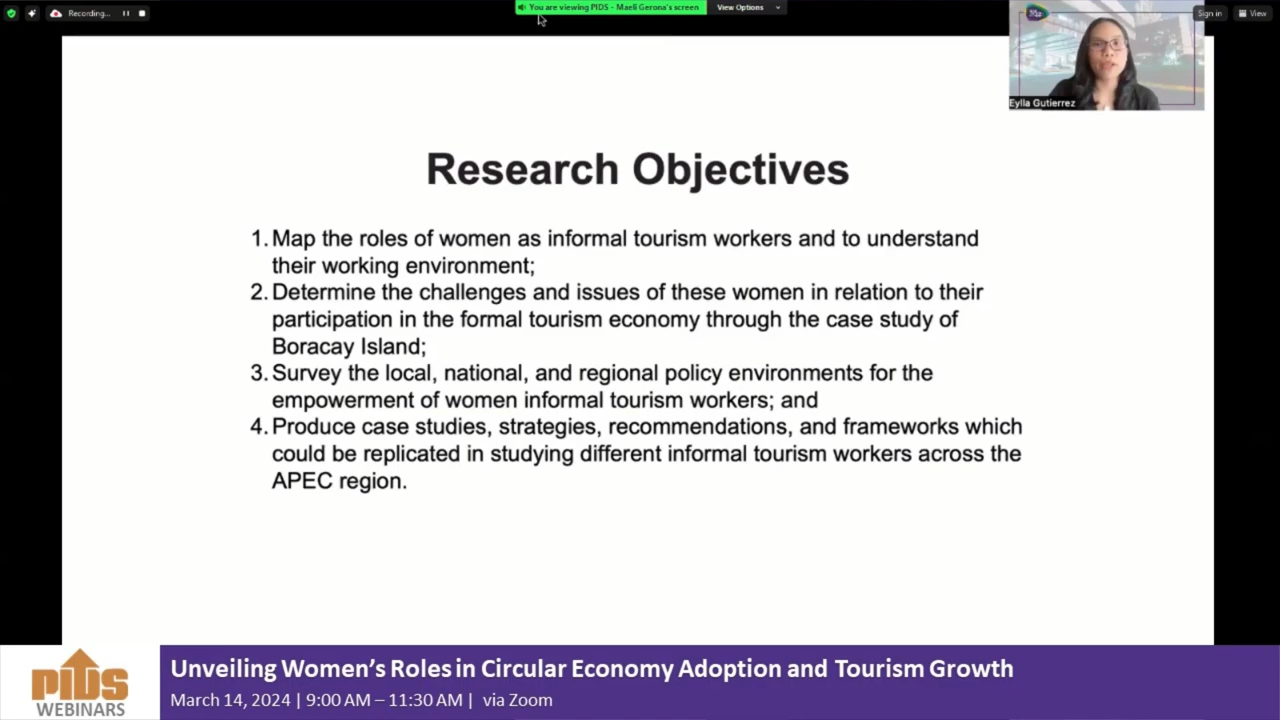 Recording...
You are viewing PIDS - Maeli Gerona's screen
View Options
Sign in
View
Eylla Gutierrez
Research Objectives
1. Map the roles of women as informal tourism workers and to understand
their working environment;
2. Determine the challenges and issues of these women in relation to their
participation in the formal tourism economy through the case study of
Boracay Island;
3. Survey the local, national, and regional policy environments for the
empowerment of women informal tourism workers; and
4. Produce case studies, strategies, recommendations, and frameworks which
could be replicated in studying different informal tourism workers across the
APEC region.
PIDS
WEBINARS
Unveiling Women's Roles in Circular Economy Adoption and Tourism Growth
March 14, 2024 | 9:00 AM – 11:30 AM | via Zoom